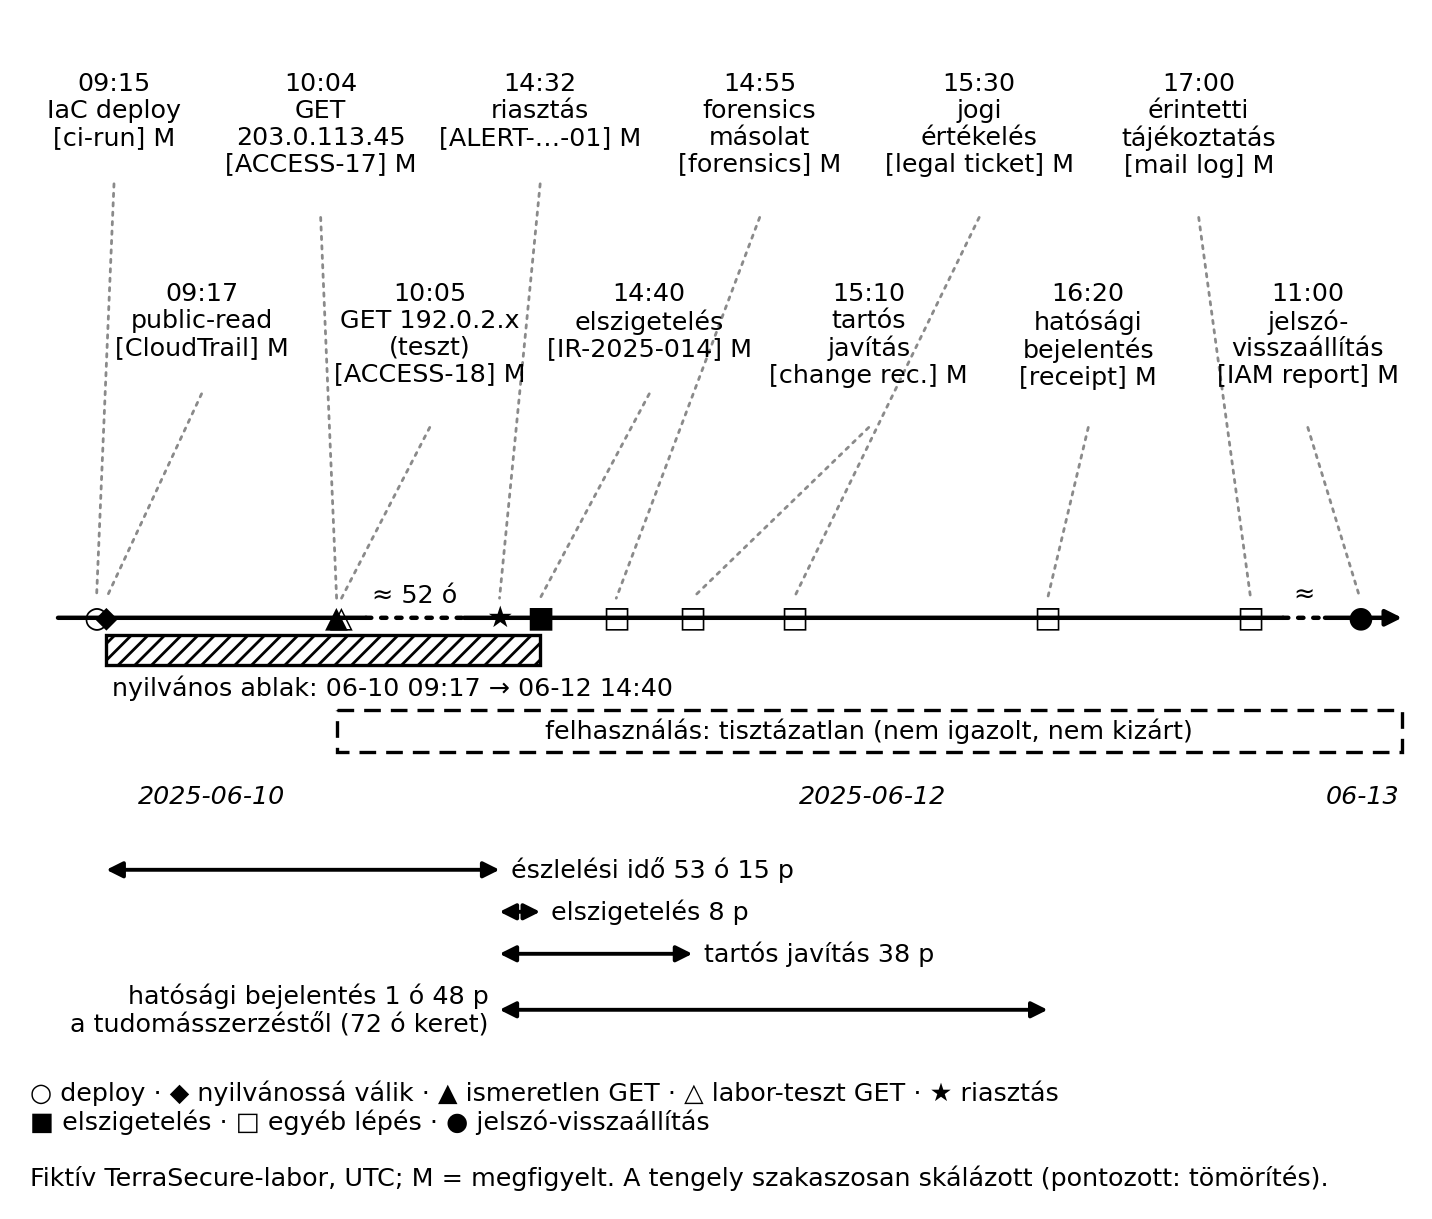 09:15
IaC deploy
[ci-run] M
10:04
GET
203.0.113.45
[ACCESS-17] M
14:32
riasztás
[ALERT-…-01] M
14:55
forensics
másolat
[forensics] M
15:30
jogi
értékelés
[legal ticket] M
17:00
érintetti
tájékoztatás
[mail log] M
09:17
public-read
[CloudTrail] M
10:05
GET 192.0.2.x
(teszt)
[ACCESS-18] M
14:40
elszigetelés
[IR-2025-014] M
15:10
tartós
javítás
[change rec.] M
16:20
hatósági
bejelentés
[receipt] M
11:00
jelszó-
visszaállítás
[IAM report] M
≈ 52 ó
≈
nyilvános ablak: 06-10 09:17 → 06-12 14:40
felhasználás: tisztázatlan (nem igazolt, nem kizárt)
2025-06-10
2025-06-12
06-13
észlelési idő 53 ó 15 p
elszigetelés 8 p
tartós javítás 38 p
hatósági bejelentés 1 ó 48 p
a tudomásszerzéstől (72 ó keret)
○ deploy · ◆ nyilvánossá válik · ▲ ismeretlen GET · △ labor-teszt GET · ★ riasztás
■ elszigetelés · □ egyéb lépés · ● jelszó-visszaállítás
Fiktív TerraSecure-labor, UTC; M = megfigyelt. A tengely szakaszosan skálázott (pontozott: tömörítés).